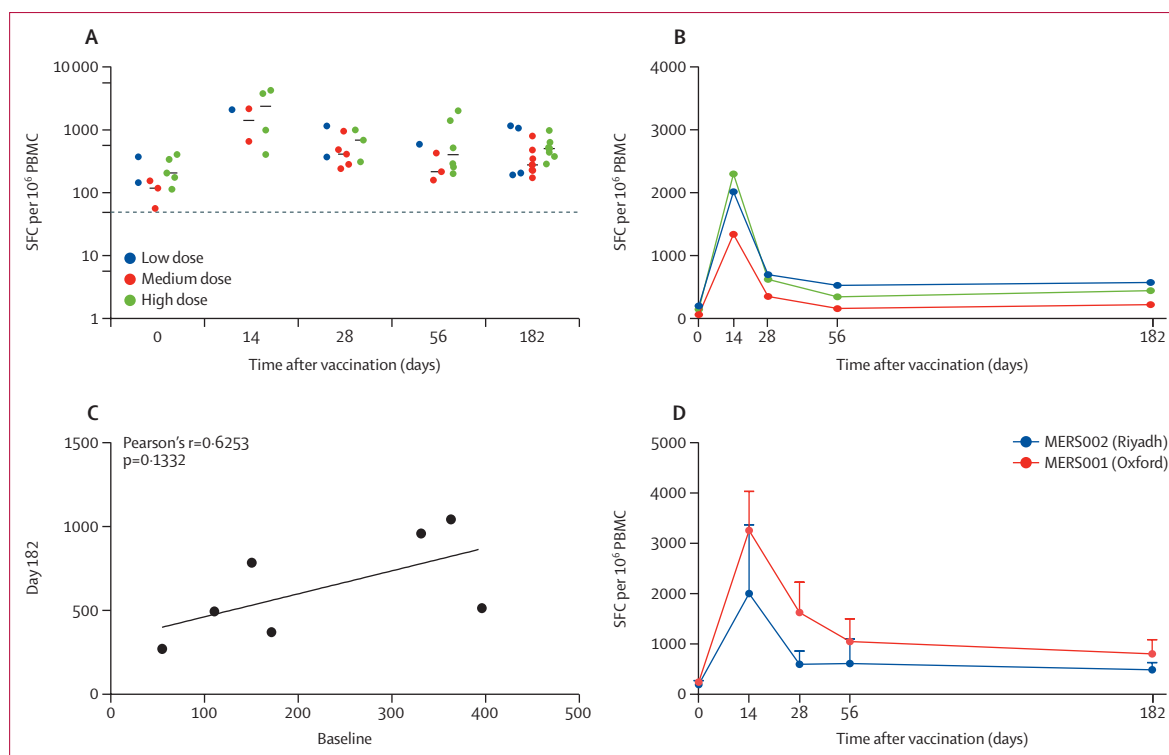 A
SFC per 10⁶ PBMC
10 000
1000
100
10
1
Low dose
Medium dose
High dose
0 14 28 56 182
Time after vaccination (days)
B
SFC per 10⁶ PBMC
4000
3000
2000
1000
0
0 14 28 56 182
Time after vaccination (days)
C
Pearson's r=0·6253
p=0·1332
Day 182
1500
1000
500
0
0 100 200 300 400 500
Baseline
D
MERS002 (Riyadh)
MERS001 (Oxford)
SFC per 10⁶ PBMC
5000
4000
3000
2000
1000
0
0 14 28 56 182
Time after vaccination (days)